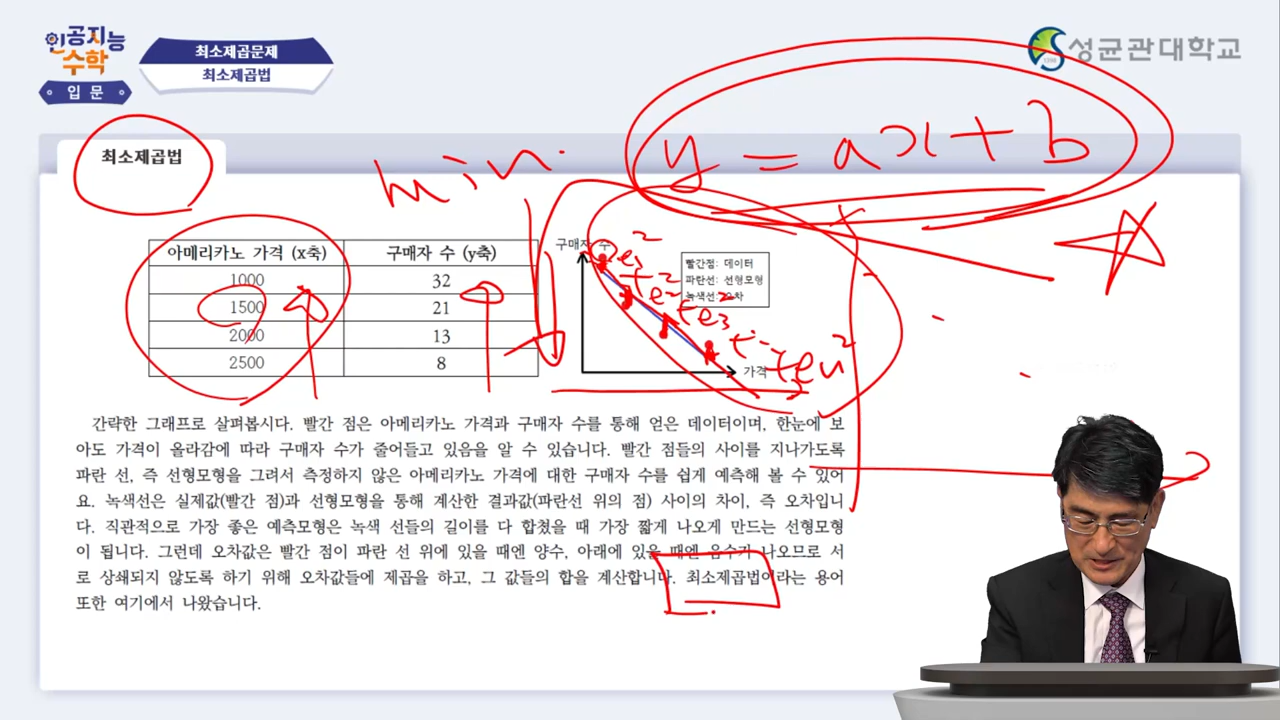 인공지능
수학
입문
최소제곱문제
최소제곱법
성균관대학교
최소제곱법
min
y = ax + b
아메리카노 가격 (x축) 구매자 수 (y축)
1000 32
1500 21
2000 13
2500 8
구매자 수
빨간점: 데이터
파란선: 선형모형
녹색선: 오차
가격
e₁²
+ e₂²
+ e₃²
+ ... + eₙ²
간략한 그래프로 살펴봅시다. 빨간 점은 아메리카노 가격과 구매자 수를 통해 얻은 데이터이며, 한눈에 보
아도 가격이 올라감에 따라 구매자 수가 줄어들고 있음을 알 수 있습니다. 빨간 점들의 사이를 지나가도록
파란 선, 즉 선형모형을 그려서 측정하지 않은 아메리카노 가격에 대한 구매자 수를 쉽게 예측해 볼 수 있어
요. 녹색선은 실제값(빨간 점)과 선형모형을 통해 계산한 결과값(파란선 위의 점) 사이의 차이, 즉 오차입니
다. 직관적으로 가장 좋은 예측모형은 녹색 선들의 길이를 다 합쳤을 때 가장 짧게 나오게 만드는 선형모형
이 됩니다. 그런데 오차값은 빨간 점이 파란 선 위에 있을 때엔 양수, 아래에 있을 때엔 음수가 나오므로 서
로 상쇄되지 않도록 하기 위해 오차값들에 제곱을 하고, 그 값들의 합을 계산합니다. 최소제곱법이라는 용어
또한 여기에서 나왔습니다.